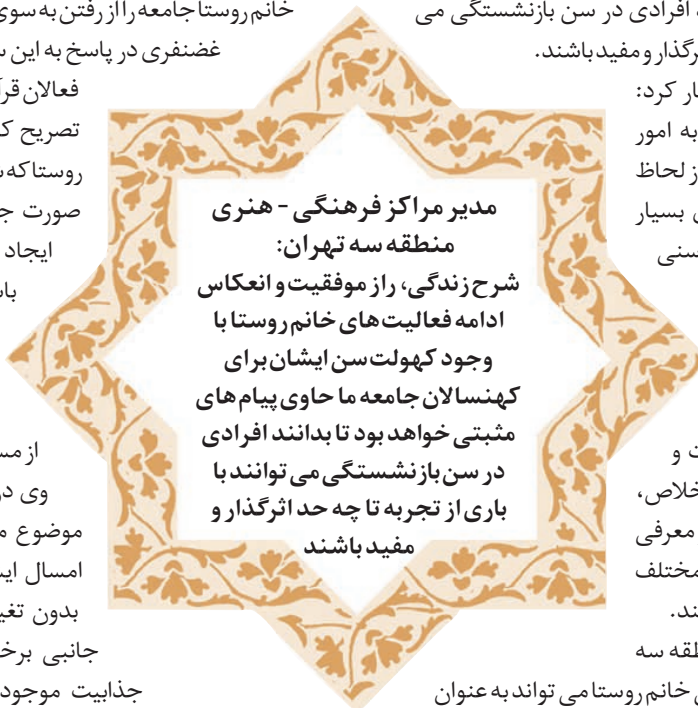 افرادی در سن بازنشستگی می
رگذار و مفید باشند.
ار کرد:
به امور
ز لحاظ
بسیار
سنی
ت و
خلاص،
معرفی
مختلف
ند.
طقه سه
خانم روستا می تواند به عنوان
مدیر مراکز فرهنگی - هنری
منطقه سه تهران:
شرح زندگی، راز موفقیت و انعکاس
ادامه فعالیت های خانم روستا با
وجود کهولت سن ایشان برای
کهنسالان جامعه ما حاوی پیام های
مثبتی خواهد بود تا بدانند افرادی
در سن بازنشستگی می توانند با
باری از تجربه تا چه حد اثرگذار و
مفید باشند
خانم روستا جامعه را از رفتن به سوی
غضنفری در پاسخ به این س
فعالان قرآ
تصریح ک
روستا که ب
صورت ج
ایجاد
با
از مس
وی در
موضوع م
امسال ای
بدون تغی
جانبی برخ
جذابیت موجود